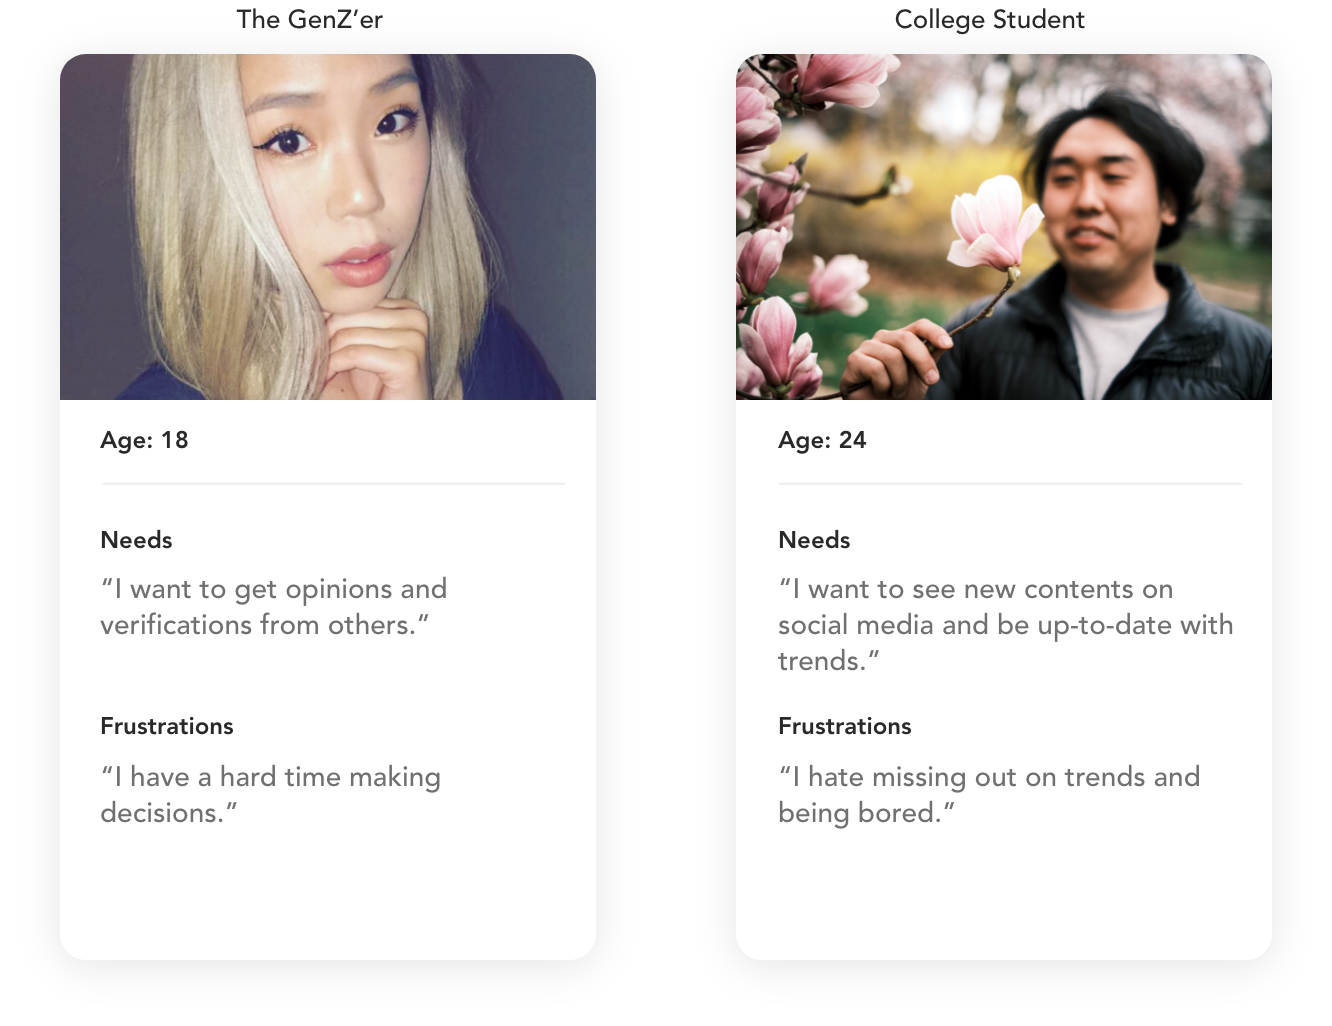 The GenZ’er
Age: 18
Needs
“I want to get opinions and
verifications from others.”
Frustrations
“I have a hard time making
decisions.”
College Student
Age: 24
Needs
“I want to see new contents on
social media and be up-to-date with
trends.”
Frustrations
“I hate missing out on trends and
being bored.”